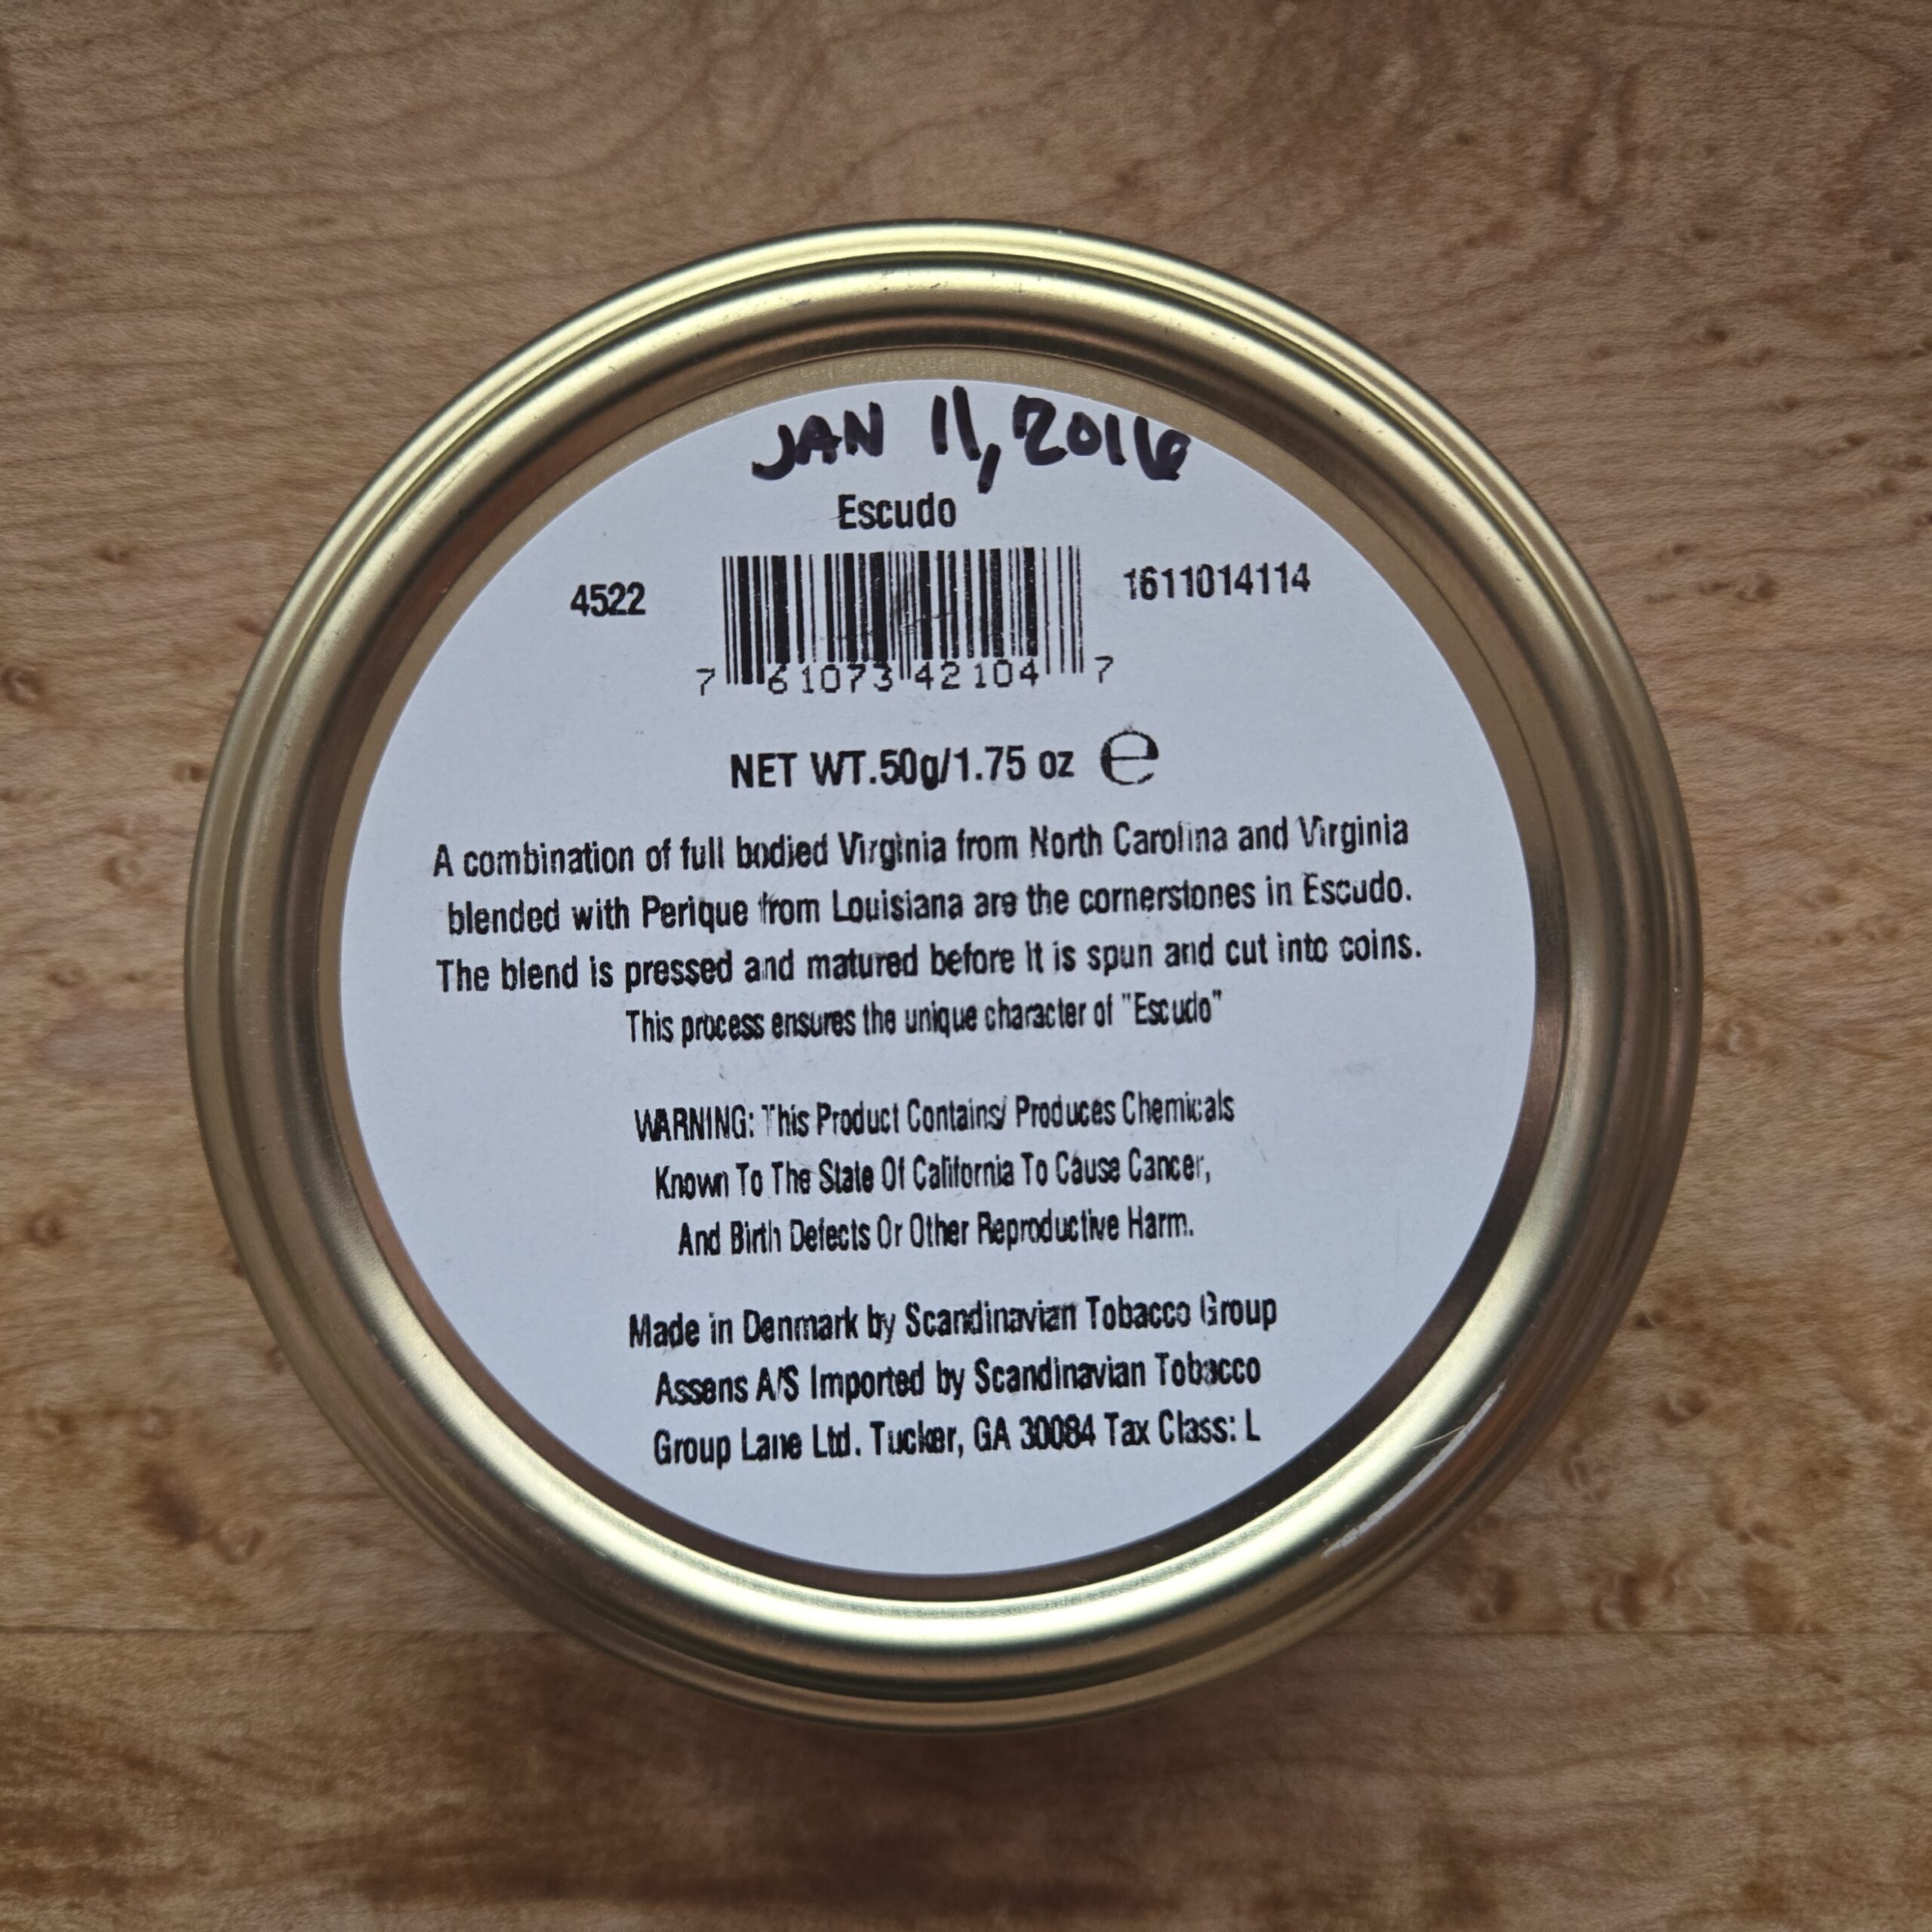 JAN 11, 2016
Escudo
4522
1611014114
7 61073 42104 7
NET WT.50g/1.75 oz ℮
A combination of full bodied Virginia from North Carolina and Virginia
blended with Perique from Louisiana are the cornerstones in Escudo.
The blend is pressed and matured before it is spun and cut into coins.
This process ensures the unique character of "Escudo"
WARNING: This Product Contains/ Produces Chemicals
Known To The State Of California To Cause Cancer,
And Birth Defects Or Other Reproductive Harm.
Made in Denmark by Scandinavian Tobacco Group
Assens A/S Imported by Scandinavian Tobacco
Group Lane Ltd. Tucker, GA 30084 Tax Class: L